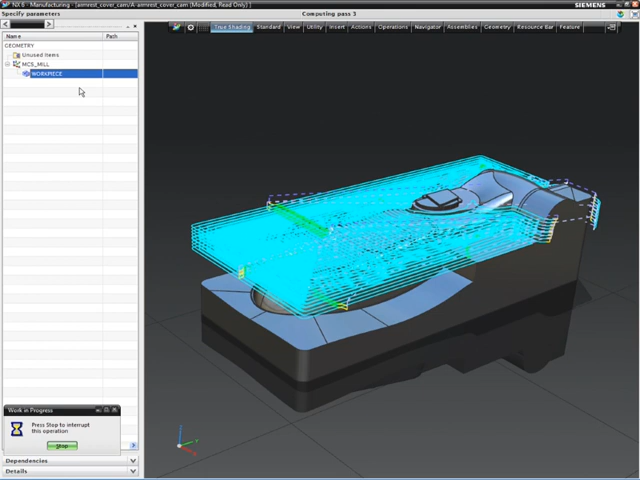 NX 6 - Manufacturing - [armrest_cover_cam/A-armrest_cover_cam (Modified, Read Only) ]
SIEMENS
Specify parameters
Computing pass 3
True Shading
Standard
View
Utility
Insert
Actions
Operations
Navigator
Assemblies
Geometry
Resource Bar
Feature
Name
Path
GEOMETRY
Unused Items
MCS_MILL
WORKPIECE
Work in Progress
Press Stop to interrupt
this operation
Stop
Dependencies
Details